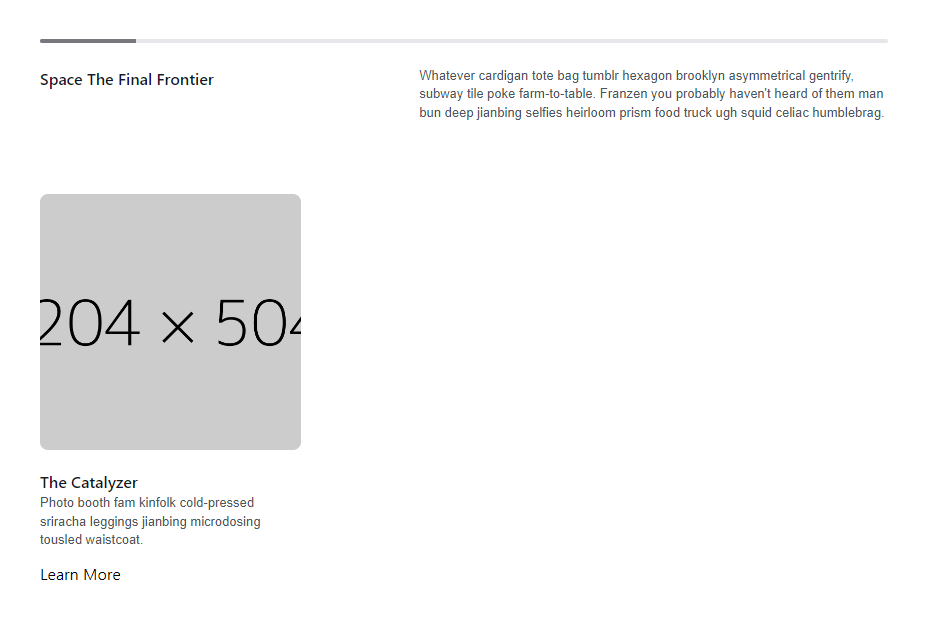 Space The Final Frontier
Whatever cardigan tote bag tumblr hexagon brooklyn asymmetrical gentrify,
subway tile poke farm-to-table. Franzen you probably haven't heard of them man
bun deep jianbing selfies heirloom prism food truck ugh squid celiac humblebrag.
204 × 504
The Catalyzer
Photo booth fam kinfolk cold-pressed
sriracha leggings jianbing microdosing
tousled waistcoat.
Learn More